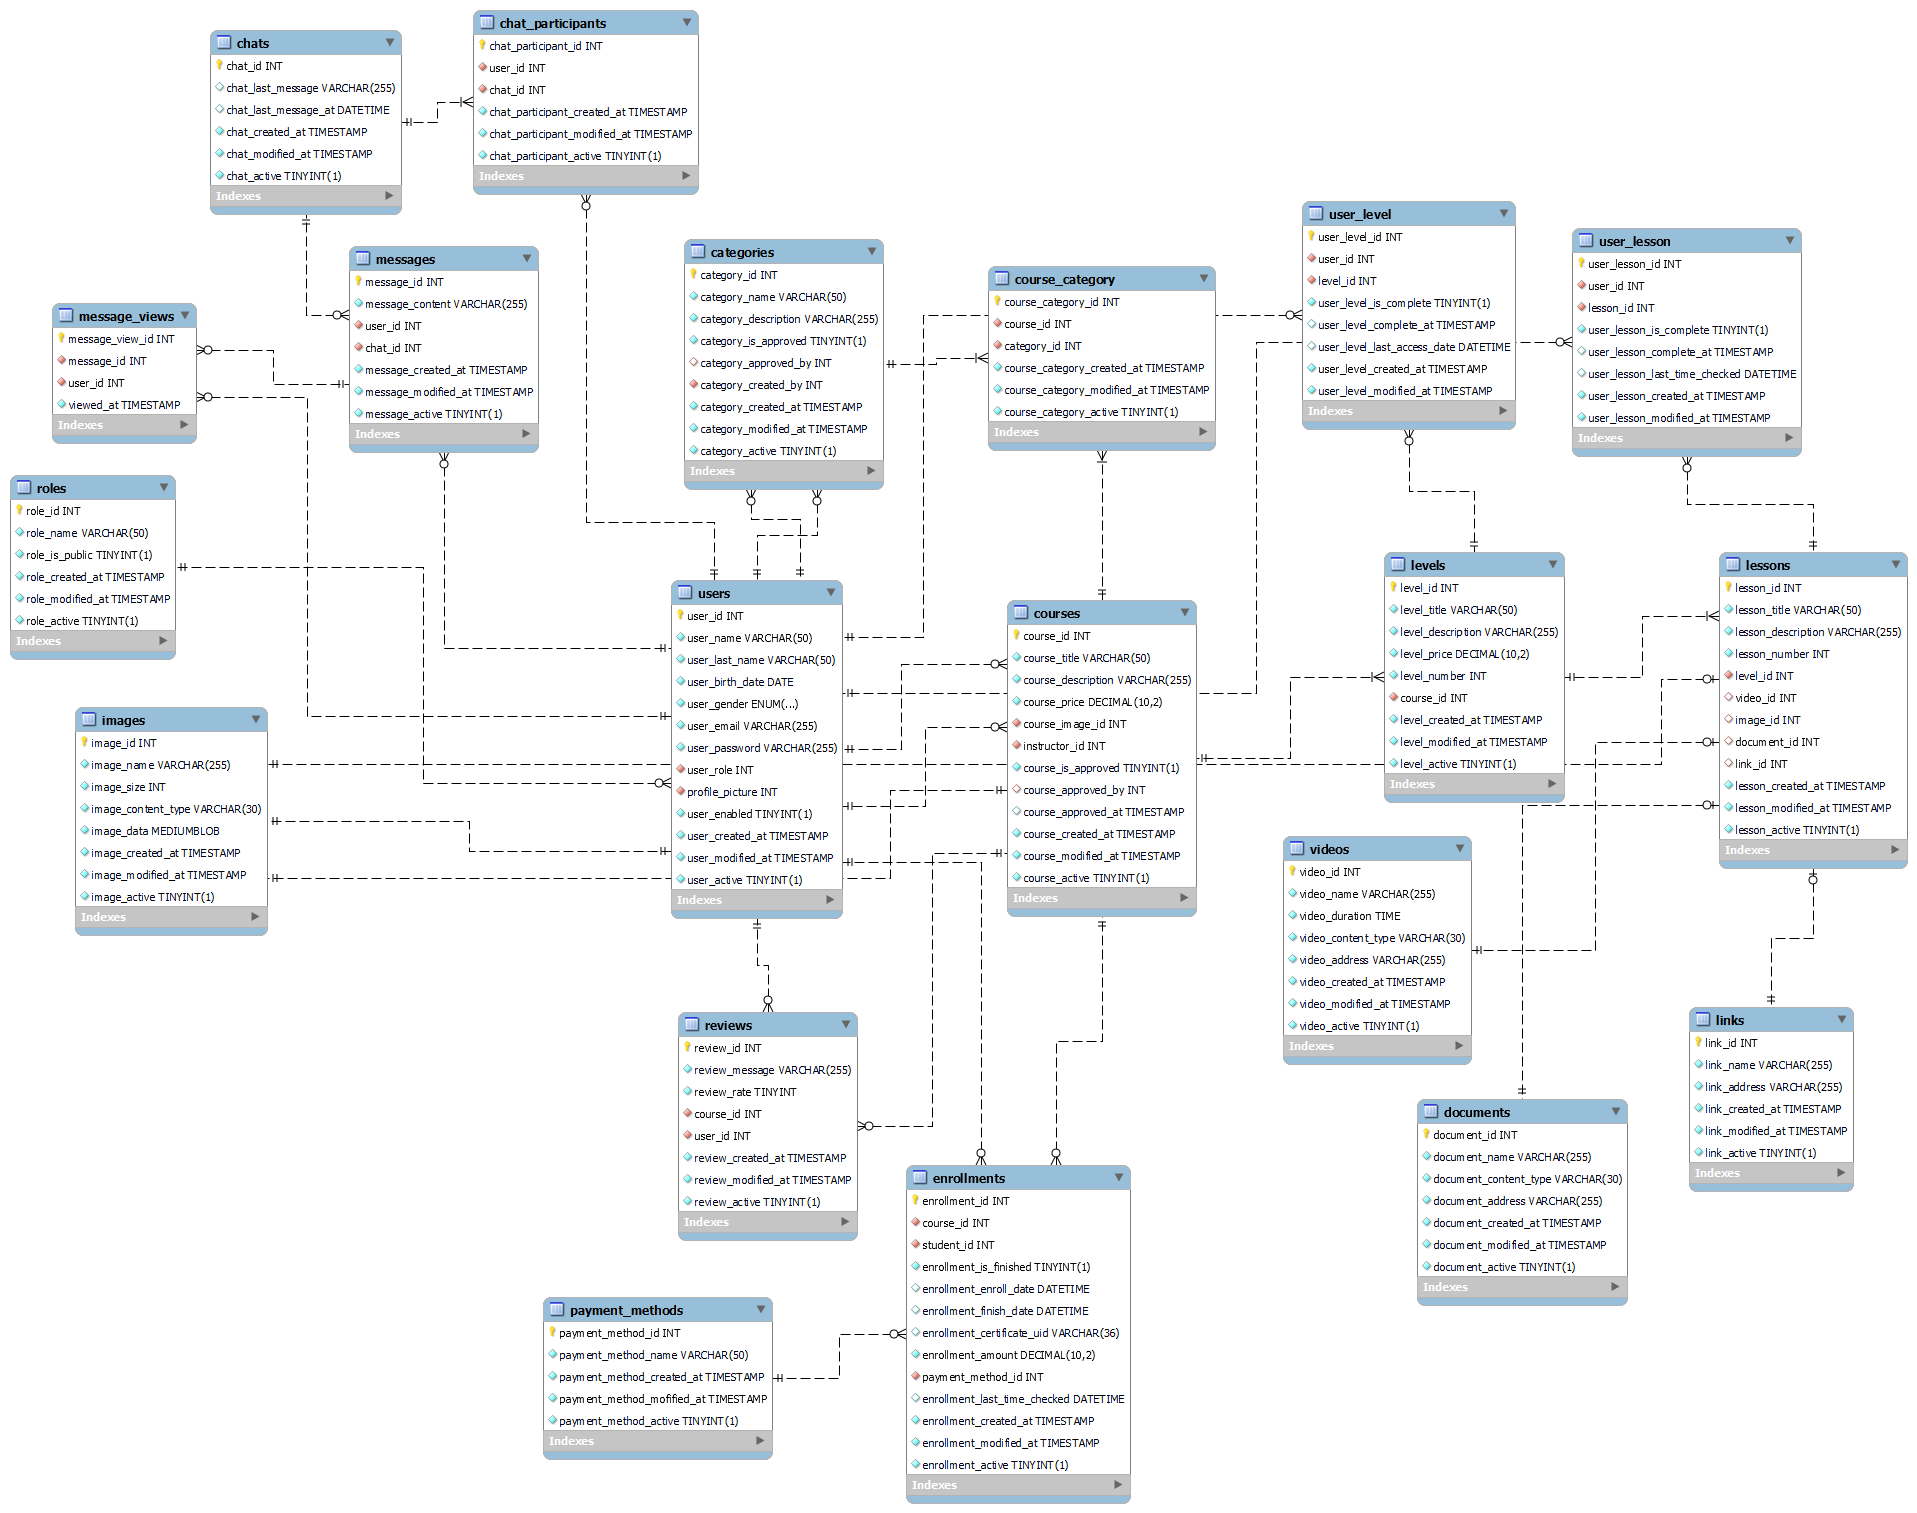 chats
chat_id INT
chat_last_message VARCHAR(255)
chat_last_message_at DATETIME
chat_created_at TIMESTAMP
chat_modified_at TIMESTAMP
chat_active TINYINT(1)
Indexes
chat_participants
chat_participant_id INT
user_id INT
chat_id INT
chat_participant_created_at TIMESTAMP
chat_participant_modified_at TIMESTAMP
chat_participant_active TINYINT(1)
Indexes
messages
message_id INT
message_content VARCHAR(255)
user_id INT
chat_id INT
message_created_at TIMESTAMP
message_modified_at TIMESTAMP
message_active TINYINT(1)
Indexes
message_views
message_view_id INT
message_id INT
user_id INT
viewed_at TIMESTAMP
Indexes
categories
category_id INT
category_name VARCHAR(50)
category_description VARCHAR(255)
category_is_approved TINYINT(1)
category_approved_by INT
category_created_by INT
category_created_at TIMESTAMP
category_modified_at TIMESTAMP
category_active TINYINT(1)
Indexes
course_category
course_category_id INT
course_id INT
category_id INT
course_category_created_at TIMESTAMP
course_category_modified_at TIMESTAMP
course_category_active TINYINT(1)
Indexes
user_level
user_level_id INT
user_id INT
level_id INT
user_level_is_complete TINYINT(1)
user_level_complete_at TIMESTAMP
user_level_last_access_date DATETIME
user_level_created_at TIMESTAMP
user_level_modified_at TIMESTAMP
Indexes
user_lesson
user_lesson_id INT
user_id INT
lesson_id INT
user_lesson_is_complete TINYINT(1)
user_lesson_complete_at TIMESTAMP
user_lesson_last_time_checked DATETIME
user_lesson_created_at TIMESTAMP
user_lesson_modified_at TIMESTAMP
Indexes
roles
role_id INT
role_name VARCHAR(50)
role_is_public TINYINT(1)
role_created_at TIMESTAMP
role_modified_at TIMESTAMP
role_active TINYINT(1)
Indexes
images
image_id INT
image_name VARCHAR(255)
image_size INT
image_content_type VARCHAR(30)
image_data MEDIUMBLOB
image_created_at TIMESTAMP
image_modified_at TIMESTAMP
image_active TINYINT(1)
Indexes
users
user_id INT
user_name VARCHAR(50)
user_last_name VARCHAR(50)
user_birth_date DATE
user_gender ENUM(...)
user_email VARCHAR(255)
user_password VARCHAR(255)
user_role INT
profile_picture INT
user_enabled TINYINT(1)
user_created_at TIMESTAMP
user_modified_at TIMESTAMP
user_active TINYINT(1)
Indexes
courses
course_id INT
course_title VARCHAR(50)
course_description VARCHAR(255)
course_price DECIMAL(10,2)
course_image_id INT
instructor_id INT
course_is_approved TINYINT(1)
course_approved_by INT
course_approved_at TIMESTAMP
course_created_at TIMESTAMP
course_modified_at TIMESTAMP
course_active TINYINT(1)
Indexes
levels
level_id INT
level_title VARCHAR(50)
level_description VARCHAR(255)
level_price DECIMAL(10,2)
level_number INT
course_id INT
level_created_at TIMESTAMP
level_modified_at TIMESTAMP
level_active TINYINT(1)
Indexes
lessons
lesson_id INT
lesson_title VARCHAR(50)
lesson_description VARCHAR(255)
lesson_number INT
level_id INT
video_id INT
image_id INT
document_id INT
link_id INT
lesson_created_at TIMESTAMP
lesson_modified_at TIMESTAMP
lesson_active TINYINT(1)
Indexes
videos
video_id INT
video_name VARCHAR(255)
video_duration TIME
video_content_type VARCHAR(30)
video_address VARCHAR(255)
video_created_at TIMESTAMP
video_modified_at TIMESTAMP
video_active TINYINT(1)
Indexes
links
link_id INT
link_name VARCHAR(255)
link_address VARCHAR(255)
link_created_at TIMESTAMP
link_modified_at TIMESTAMP
link_active TINYINT(1)
Indexes
documents
document_id INT
document_name VARCHAR(255)
document_content_type VARCHAR(30)
document_address VARCHAR(255)
document_created_at TIMESTAMP
document_modified_at TIMESTAMP
document_active TINYINT(1)
Indexes
reviews
review_id INT
review_message VARCHAR(255)
review_rate TINYINT
course_id INT
user_id INT
review_created_at TIMESTAMP
review_modified_at TIMESTAMP
review_active TINYINT(1)
Indexes
enrollments
enrollment_id INT
course_id INT
student_id INT
enrollment_is_finished TINYINT(1)
enrollment_enroll_date DATETIME
enrollment_finish_date DATETIME
enrollment_certificate_uid VARCHAR(36)
enrollment_amount DECIMAL(10,2)
payment_method_id INT
enrollment_last_time_checked DATETIME
enrollment_created_at TIMESTAMP
enrollment_modified_at TIMESTAMP
enrollment_active TINYINT(1)
Indexes
payment_methods
payment_method_id INT
payment_method_name VARCHAR(50)
payment_method_created_at TIMESTAMP
payment_method_mofified_at TIMESTAMP
payment_method_active TINYINT(1)
Indexes